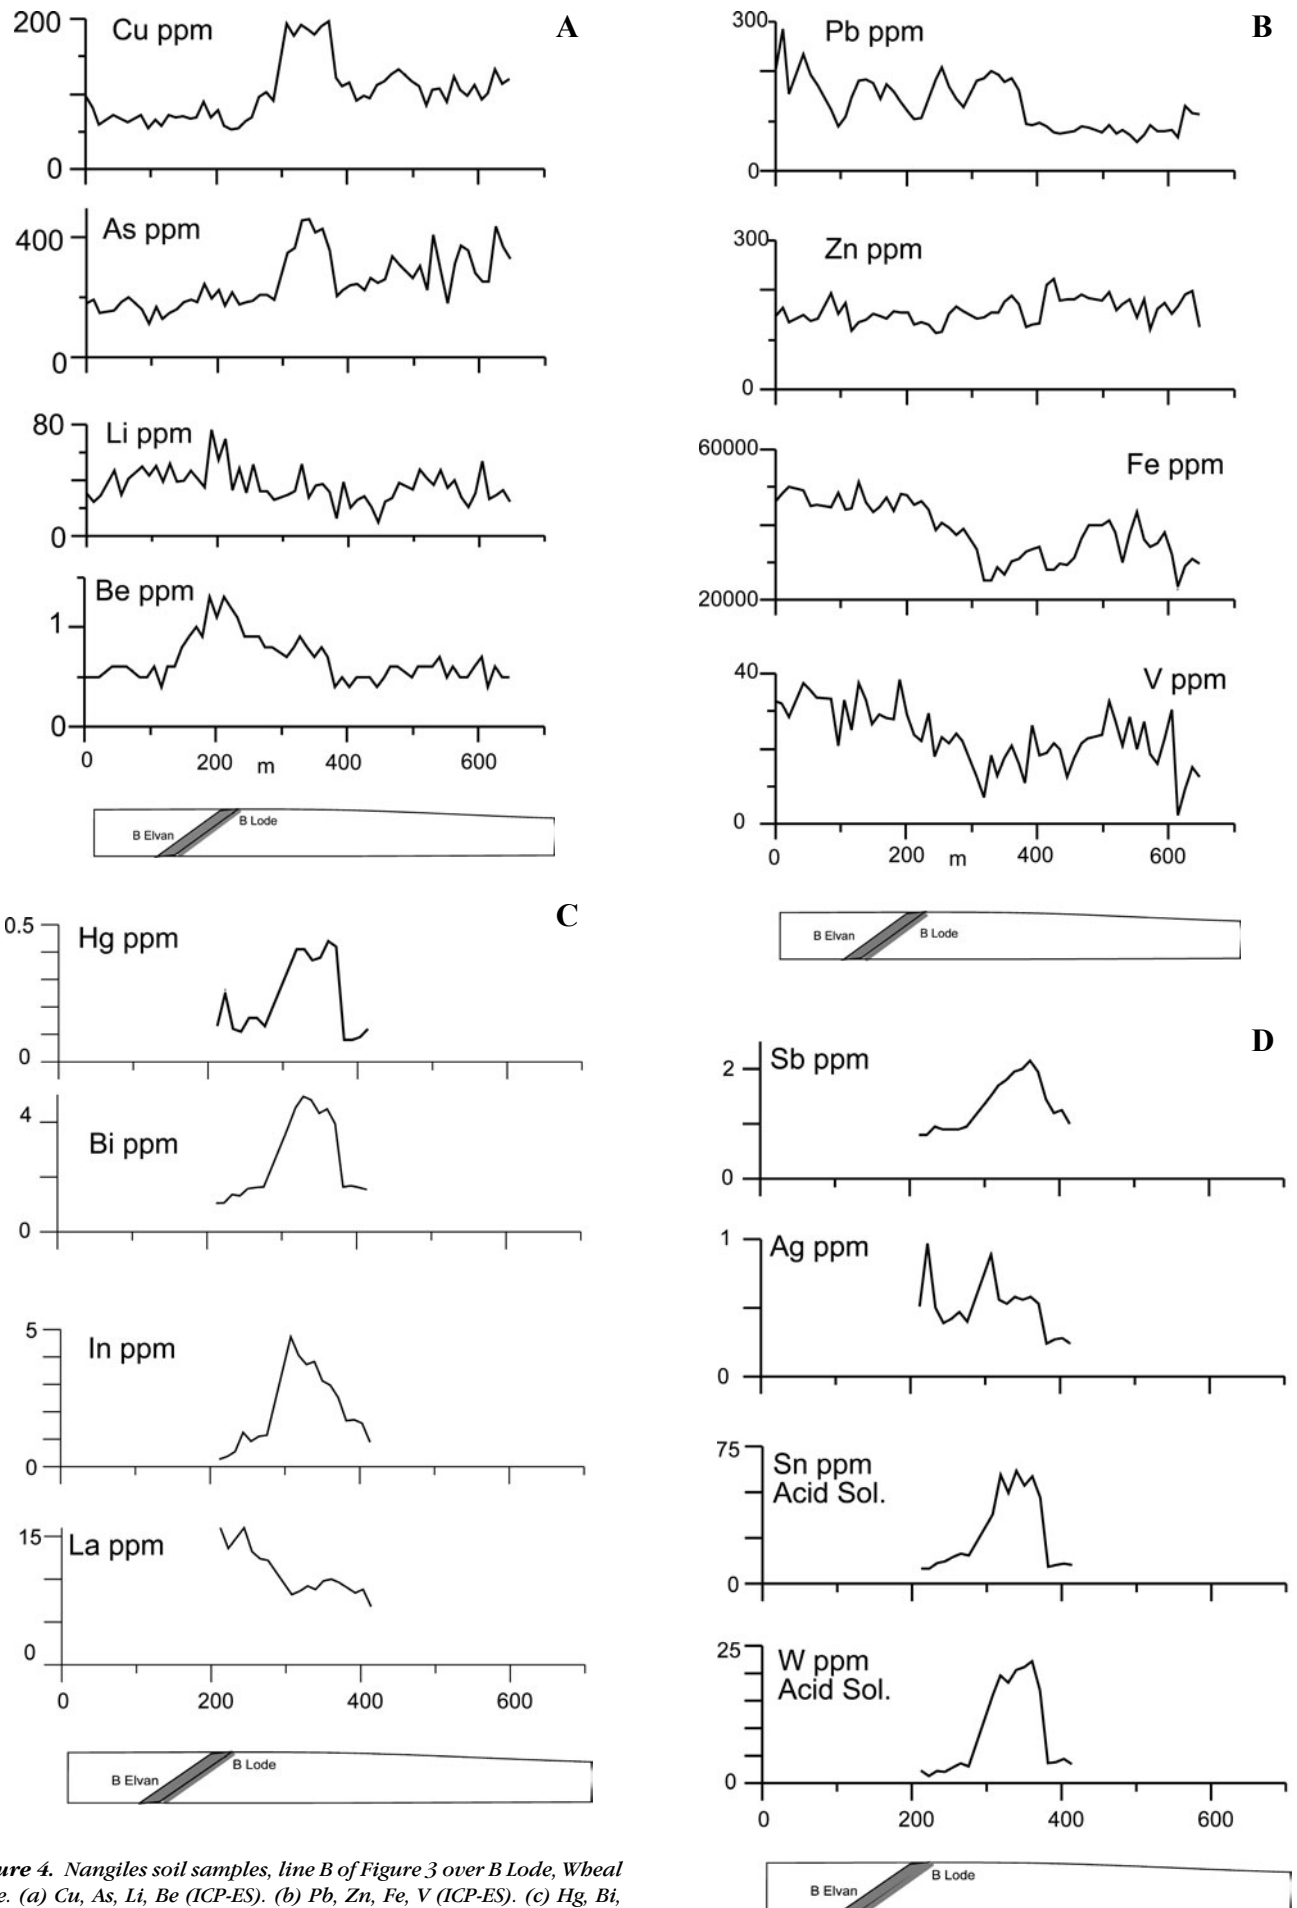 A
Cu ppm
200
0
As ppm
400
0
Li ppm
80
0
Be ppm
1
0
0 200 m 400 600
B Elvan
B Lode
B
Pb ppm
300
0
Zn ppm
300
0
Fe ppm
60000
20000
V ppm
40
0
0 200 m 400 600
B Elvan
B Lode
C
Hg ppm
0.5
0
Bi ppm
4
0
In ppm
5
0
La ppm
15
0
0 200 400 600
B Elvan
B Lode
D
Sb ppm
2
0
Ag ppm
1
0
Sn ppm
Acid Sol.
75
0
W ppm
Acid Sol.
25
0
0 200 400 600
B Elvan
B Lode
ure 4. Nangiles soil samples, line B of Figure 3 over B Lode, Wheal
e. (a) Cu, As, Li, Be (ICP-ES). (b) Pb, Zn, Fe, V (ICP-ES). (c) Hg, Bi,